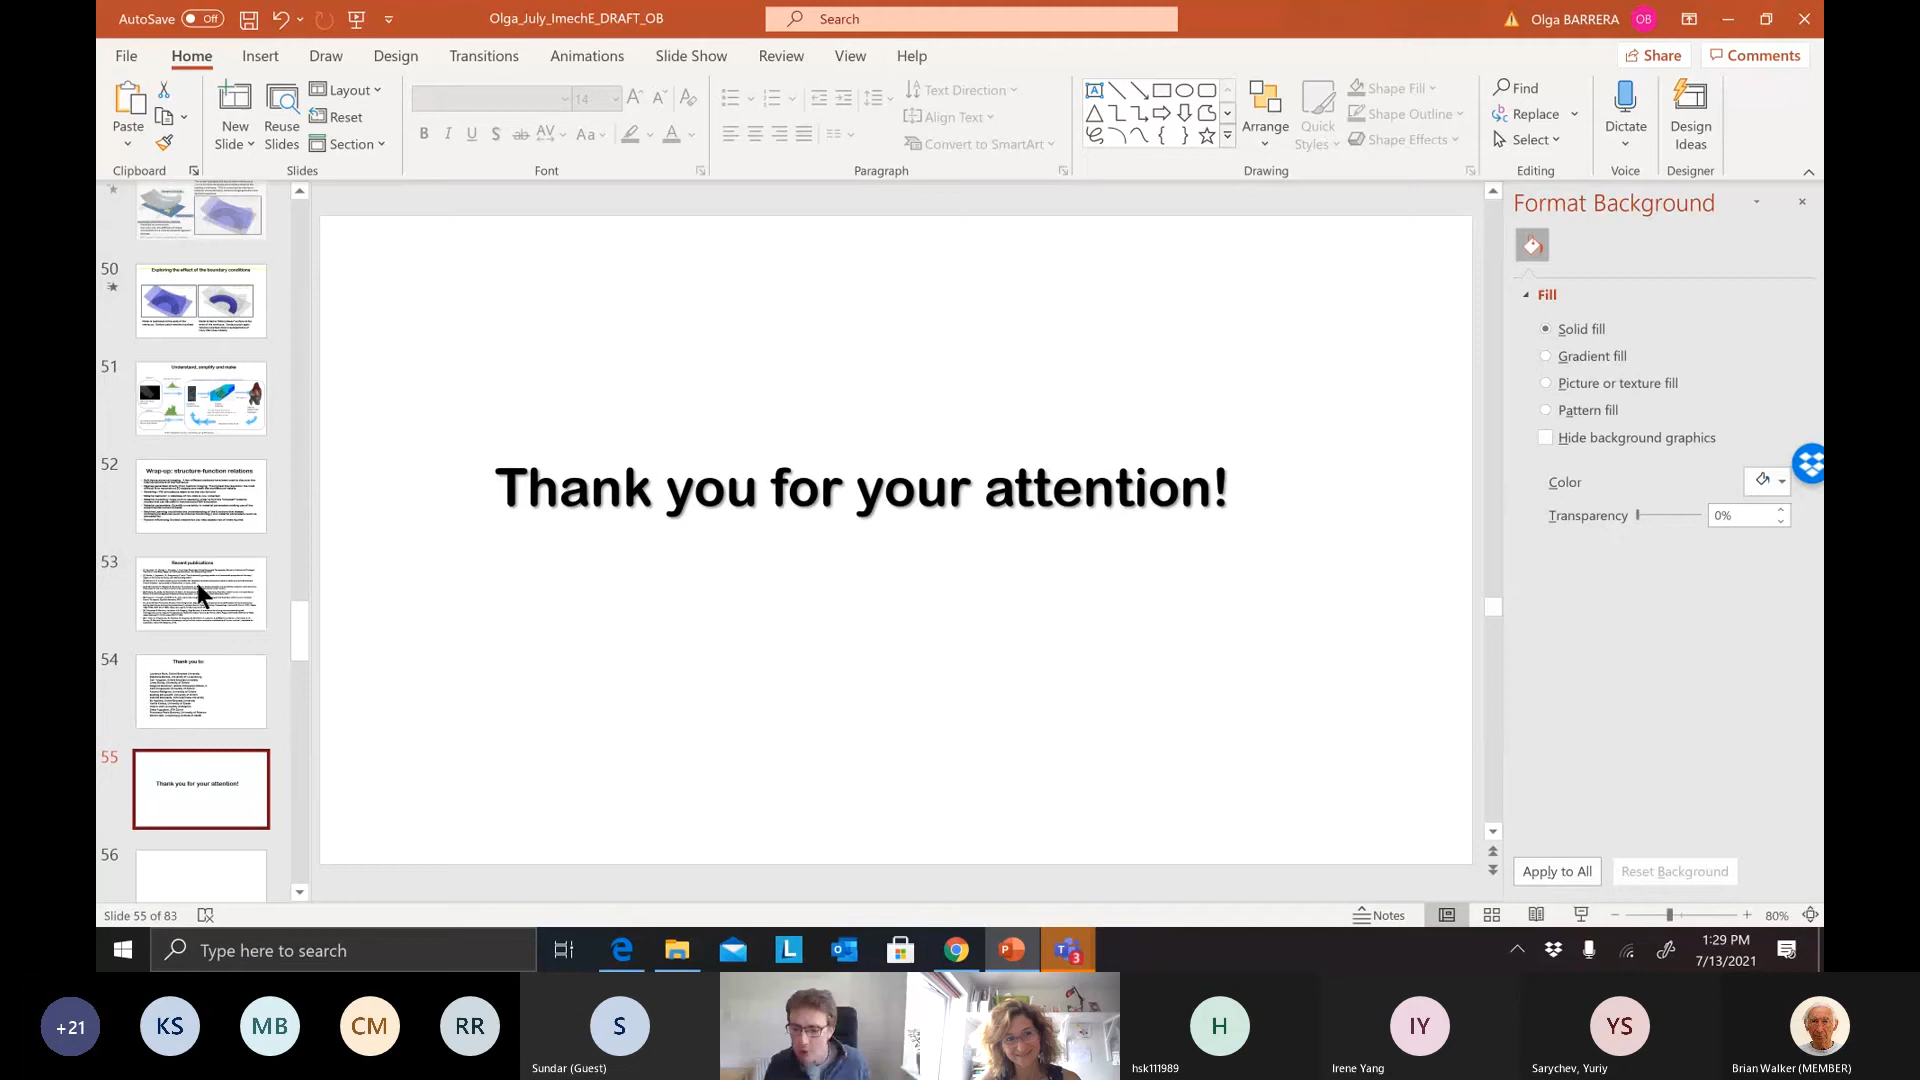 AutoSave Off
Olga_July_ImechE_DRAFT_OB
Search
Olga BARRERA OB
File Home Insert Draw Design Transitions Animations Slide Show Review View Help
Share Comments
Paste
New Slide
Reuse Slides
Layout
Reset
Section
14
B I U S ab AV Aa A
Text Direction
Align Text
Convert to SmartArt
Arrange
Quick Styles
Shape Fill
Shape Outline
Shape Effects
Find
Replace
Select
Dictate
Design Ideas
Clipboard Slides Font Paragraph Drawing Editing Voice Designer
50
Exploring the effect of the boundary conditions
51
Understand, simplify and make
52
Wrap-up: structure-function relations
53
Recent publications
54
Thank you to:
55
Thank you for your attention!
56
Thank you for your attention!
Format Background
Fill
Solid fill
Gradient fill
Picture or texture fill
Pattern fill
Hide background graphics
Color
Transparency 0%
Apply to All Reset Background
Slide 55 of 83
Notes
80%
Type here to search
L
3
1:29 PM
7/13/2021
+21
KS
MB
CM
RR
S
Sundar (Guest)
H
hsk111989
IY
Irene Yang
YS
Sarychev, Yuriy
Brian Walker (MEMBER)